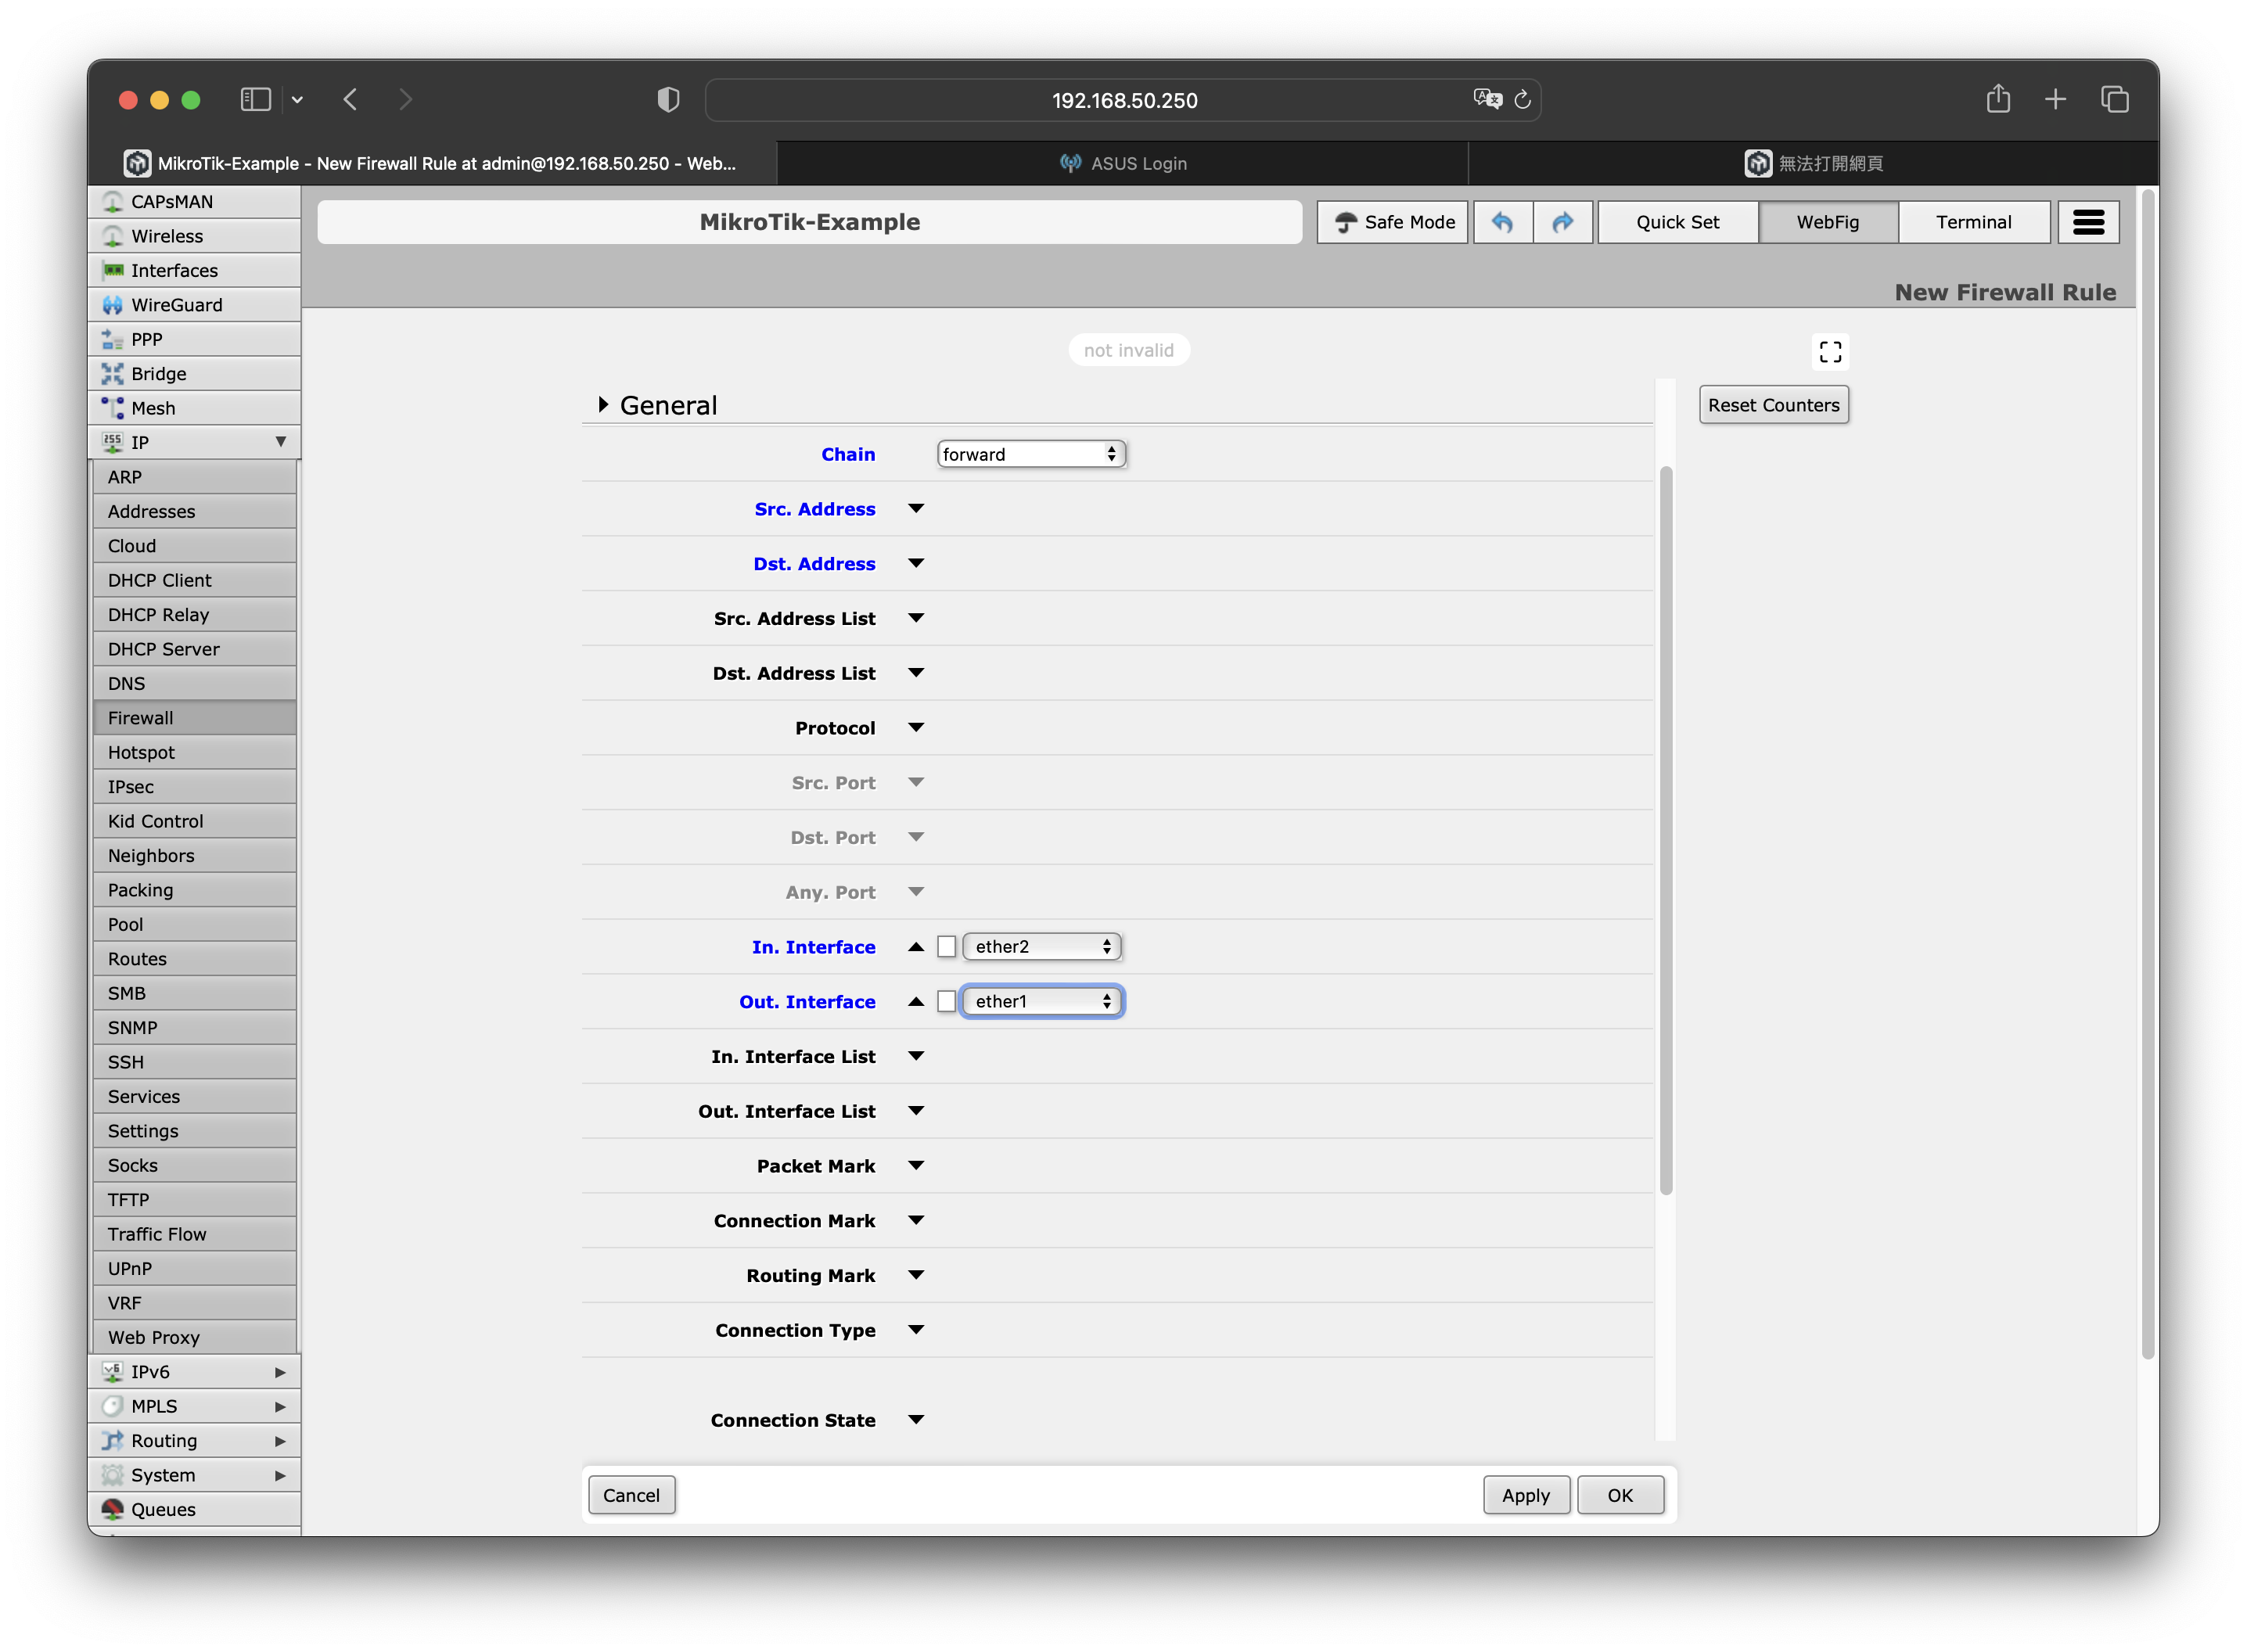 192.168.50.250
MikroTik-Example - New Firewall Rule at admin@192.168.50.250 - Web...
ASUS Login
無法打開網頁
CAPsMAN
Wireless
Interfaces
WireGuard
PPP
Bridge
Mesh
IP
ARP
Addresses
Cloud
DHCP Client
DHCP Relay
DHCP Server
DNS
Firewall
Hotspot
IPsec
Kid Control
Neighbors
Packing
Pool
Routes
SMB
SNMP
SSH
Services
Settings
Socks
TFTP
Traffic Flow
UPnP
VRF
Web Proxy
IPv6
MPLS
Routing
System
Queues
MikroTik-Example
Safe Mode
Quick Set
WebFig
Terminal
New Firewall Rule
not invalid
General
Reset Counters
Chain forward
Src. Address
Dst. Address
Src. Address List
Dst. Address List
Protocol
Src. Port
Dst. Port
Any. Port
In. Interface ether2
Out. Interface ether1
In. Interface List
Out. Interface List
Packet Mark
Connection Mark
Routing Mark
Connection Type
Connection State
Cancel
Apply
OK